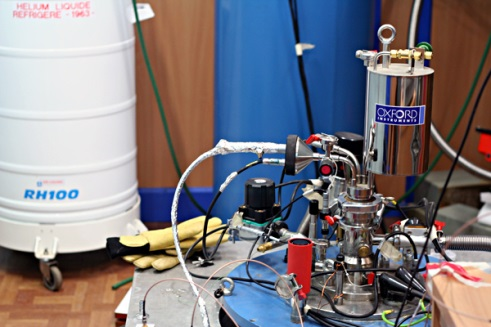 HELIUM LIQUIDE
REFRIGERE - 1963
RH100
OXFORD
INSTRUMENTS